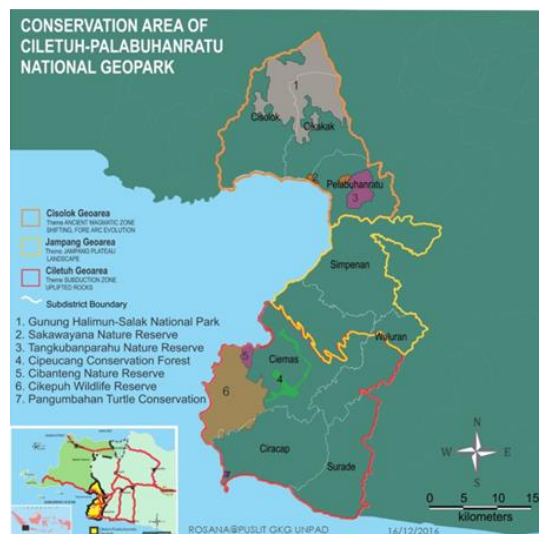 CONSERVATION AREA OF
CILETUH-PALABUHANRATU
NATIONAL GEOPARK
1
Cisolok
Cikakak
2
2
Pelabuhanratu
3
Cisolok Geoarea
Theme ANCIENT MAGMATIC ZONE
SHIFTING, FORE ARC EVOLUTION
Jampang Geoarea
Theme JAMPANG PLATEAU
LANDSCAPE
Ciletuh Geoarea
Theme SUBDUCTION ZONE
UPLIFTED ROCKS
Subdistrict Boundary
Simpenan
1. Gunung Halimun-Salak National Park
2. Sakawayana Nature Reserve
3. Tangkubanparahu Nature Reserve
4. Cipeucang Conservation Forest
5. Cibanteng Nature Reserve
6. Cikepuh Wildlife Reserve
7. Pangumbahan Turtle Conservation
Waluran
5
Ciemas
4
6
Ciracap
Surade
7
N
W E
S
0 5 10 15
kilometers
ROSANA@PUSLIT GKG UNPAD
16/12/2016